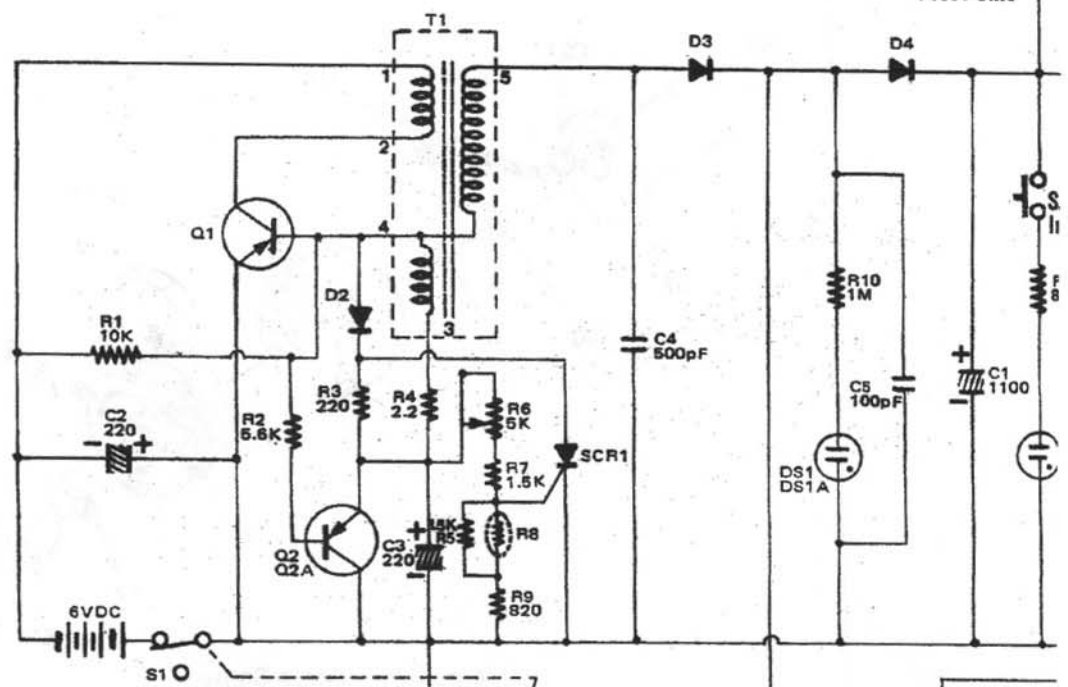 T1
D3
D4
1
5
2
Q1
4
D2
3
R1
10K
R10
1M
C4
500pF
C1
1100
+
-
C5
100pF
C2
220
-
+
R2
5.6K
R3
220
R4
2.2
R6
5K
R7
1.5K
SCR1
DS1
DS1A
Q2
Q2A
C3
220
+
-
R5
R8
R9
820
6VDC
S1